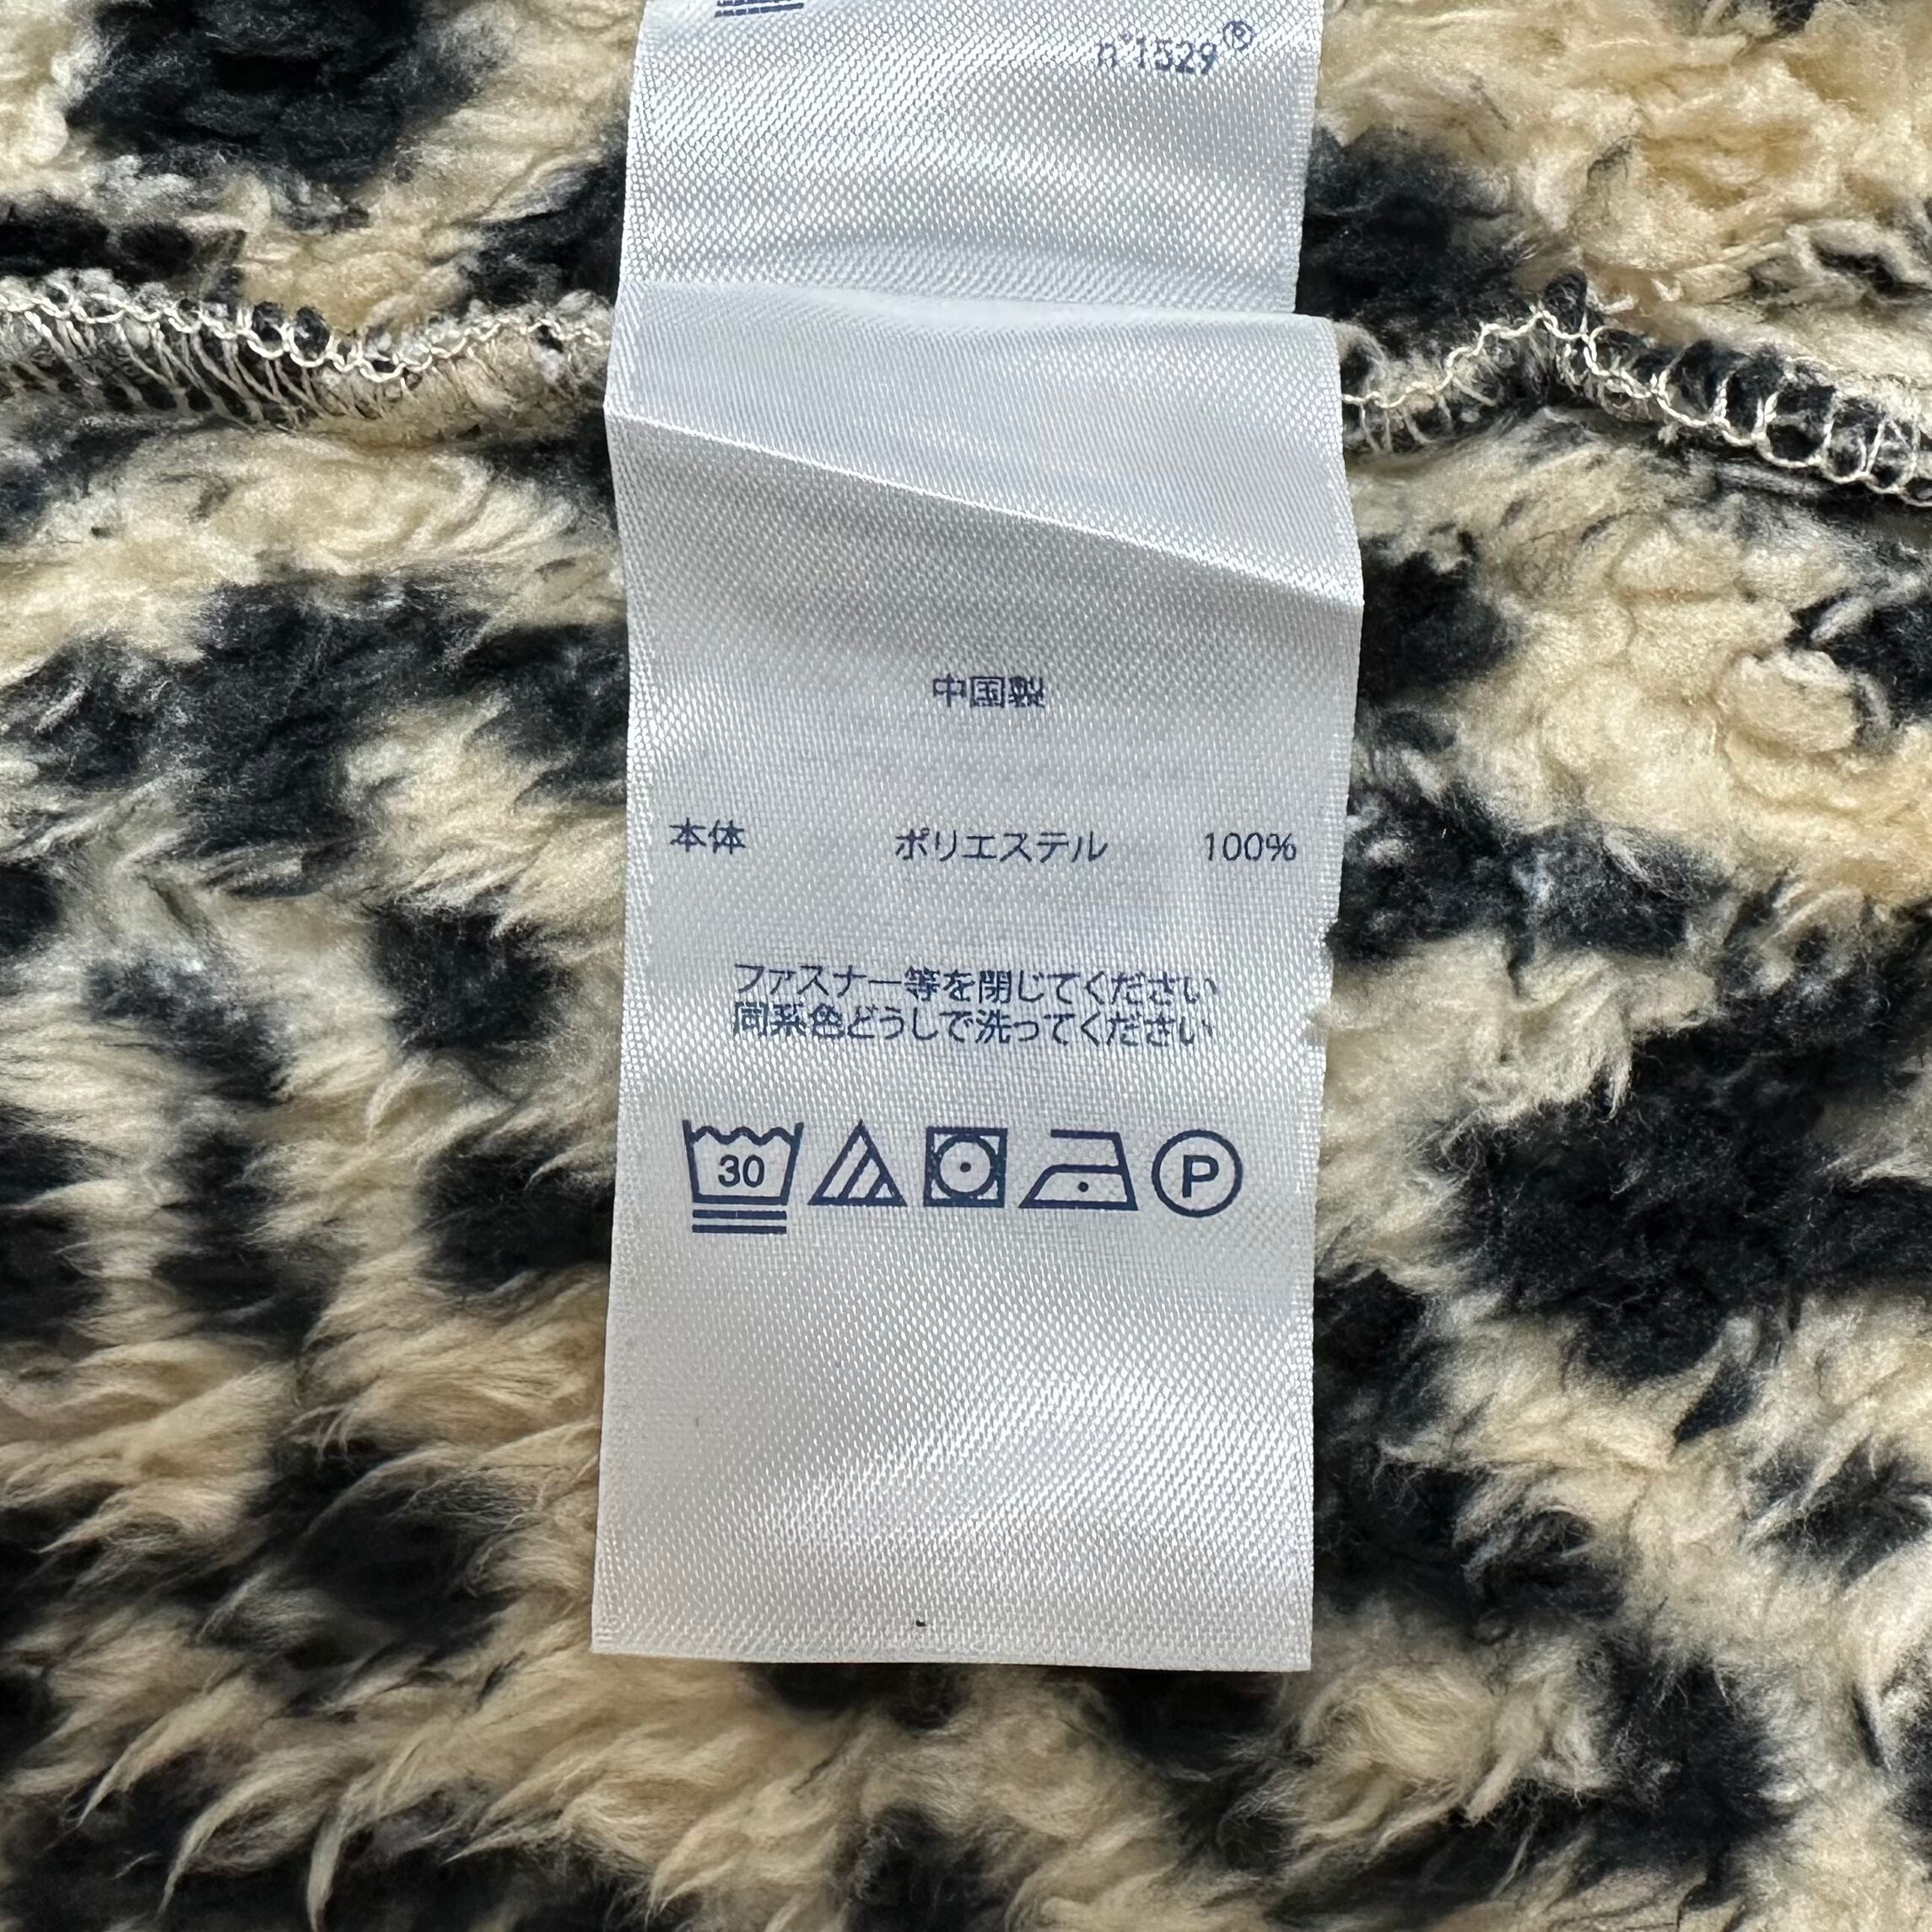 n°1529®
中国製
本体 ポリエステル 100%
ファスナー等を閉じてください
同系色どうしで洗ってください
30 P